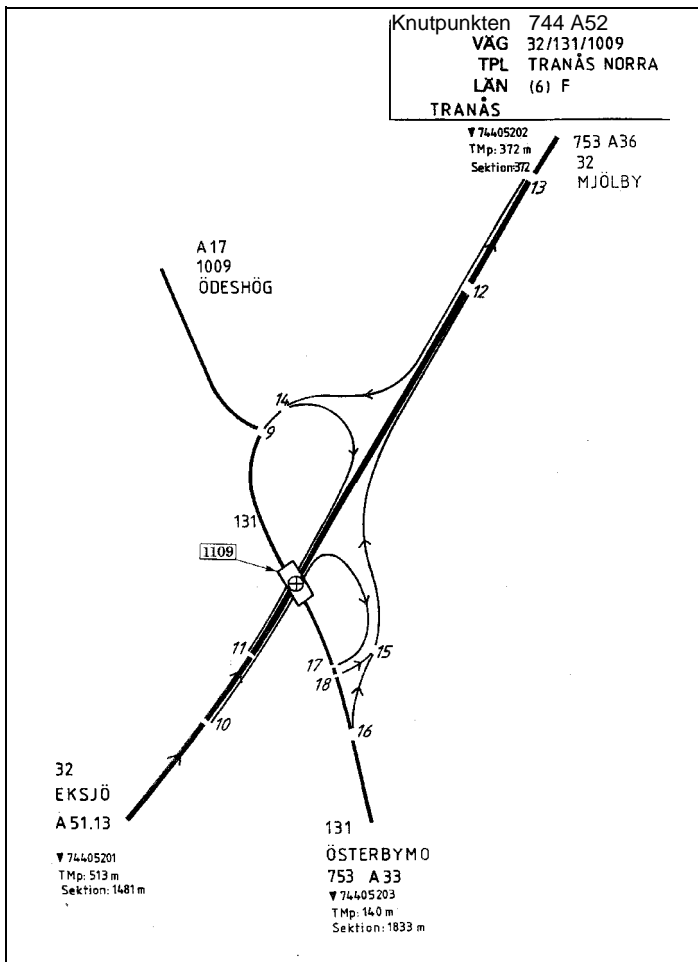 Knutpunkten 744 A52
VÄG 32/131/1009
TPL TRANÅS NORRA
LÄN (6) F
TRANÅS
▼ 74405202
TMp: 372 m
Sektion:372
753 A36
32
MJÖLBY
13
12
A 17
1009
ÖDESHÖG
14
9
131
1109
11
10
17
18
15
16
32
EKSJÖ
A 51.13
▼ 74405201
TMp: 513 m
Sektion: 1481 m
131
ÖSTERBYMO
753 A 33
▼ 74405203
TMp: 140 m
Sektion: 1833 m